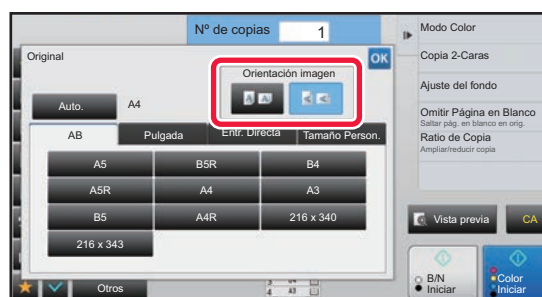 Nº de copias 1
Original
OK
Orientación imagen
Auto. A4
AB Pulgada Entr. Directa Tamaño Person.
A5 B5R B4
A5R A4 A3
B5 A4R 216 x 340
216 x 343
Otros
Modo Color
Copia 2-Caras
Ajuste del fondo
Omitir Página en Blanco
Saltar pág. en blanco en orig.
Ratio de Copia
Ampliar/reducir copia
Vista previa CA
B/N
Iniciar
Color
Iniciar